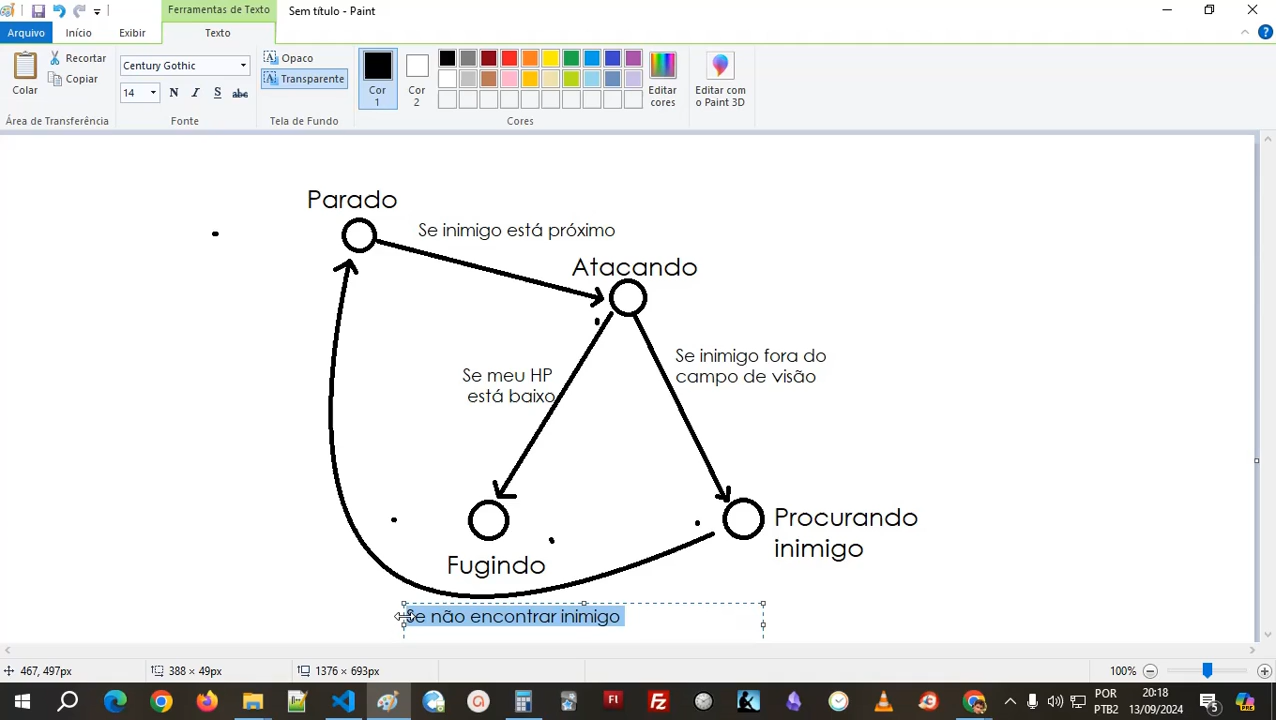 Ferramentas de Texto
Sem título - Paint
Arquivo
Início
Exibir
Texto
Colar
Recortar
Copiar
Área de Transferência
Century Gothic
14
N
I
S
abc
Fonte
Opaco
Transparente
Tela de Fundo
Cor
1
Cor
2
Editar
cores
Cores
Editar com
o Paint 3D
Parado
Se inimigo está próximo
Atacando
Se inimigo fora do
campo de visão
Se meu HP
está baixo
Procurando
inimigo
Fugindo
Se não encontrar inimigo
467, 497px
388 × 49px
1376 × 693px
100%
POR
PTB2
20:18
13/09/2024
5